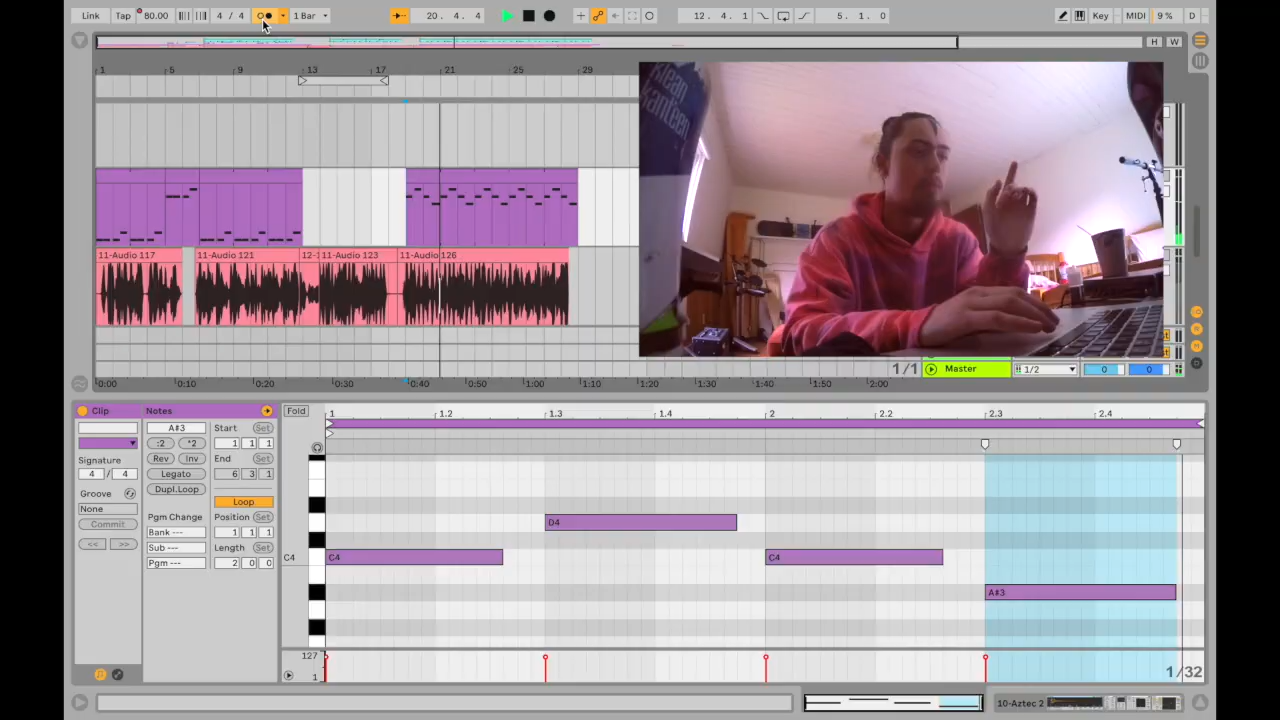 Link Tap 80.00 4 / 4 1 Bar 20. 4. 4 12. 4. 1 5. 1. 0 Key MIDI 9 % D
H W
1 5 9 13 17 21 25 29
klean kanteen
11-Audio 117 11-Audio 121 12-1 11-Audio 123 11-Audio 126
1/1 Master 1/2 0 0
0:00 0:10 0:20 0:30 0:40 0:50 1:00 1:10 1:20 1:30 1:40 1:50 2:00
Clip Notes Fold 1 1.2 1.3 1.4 2 2.2 2.3 2.4
A#3 Start Set
:2 *2 1 1 1
Signature Rev Inv End Set
4 / 4 Legato 6 3 1
Groove Dupl.Loop
None Loop
Commit Pgm Change Position Set
<< >> Bank --- 1 1 1
Sub --- Length Set
Pgm --- 2 0 0
D4
C4 C4 C4
A#3
127
1
1/32
10-Aztec 2